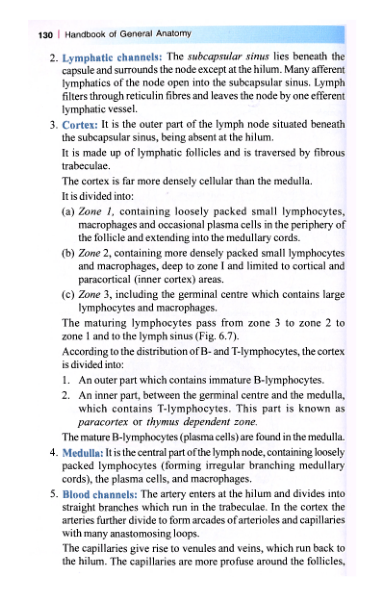 130 | Handbook of General Anatomy
2. Lymphatic channels: The subcapsular sinus lies beneath the
capsule and surrounds the node except at the hilum. Many afferent
lymphatics of the node open into the subcapsular sinus. Lymph
filters through reticulin fibres and leaves the node by one efferent
lymphatic vessel.
3. Cortex: It is the outer part of the lymph node situated beneath
the subcapsular sinus, being absent at the hilum.
It is made up of lymphatic follicles and is traversed by fibrous
trabeculae.
The cortex is far more densely cellular than the medulla.
It is divided into:
(a) Zone 1, containing loosely packed small lymphocytes,
macrophages and occasional plasma cells in the periphery of
the follicle and extending into the medullary cords.
(b) Zone 2, containing more densely packed small lymphocytes
and macrophages, deep to zone I and limited to cortical and
paracortical (inner cortex) areas.
(c) Zone 3, including the germinal centre which contains large
lymphocytes and macrophages.
The maturing lymphocytes pass from zone 3 to zone 2 to
zone 1 and to the lymph sinus (Fig. 6.7).
According to the distribution of B- and T-lymphocytes, the cortex
is divided into:
1. An outer part which contains immature B-lymphocytes.
2. An inner part, between the germinal centre and the medulla,
which contains T-lymphocytes. This part is known as
paracortex or thymus dependent zone.
The mature B-lymphocytes (plasma cells) are found in the medulla.
4. Medulla: It is the central part of the lymph node, containing loosely
packed lymphocytes (forming irregular branching medullary
cords), the plasma cells, and macrophages.
5. Blood channels: The artery enters at the hilum and divides into
straight branches which run in the trabeculae. In the cortex the
arteries further divide to form arcades of arterioles and capillaries
with many anastomosing loops.
The capillaries give rise to venules and veins, which run back to
the hilum. The capillaries are more profuse around the follicles,